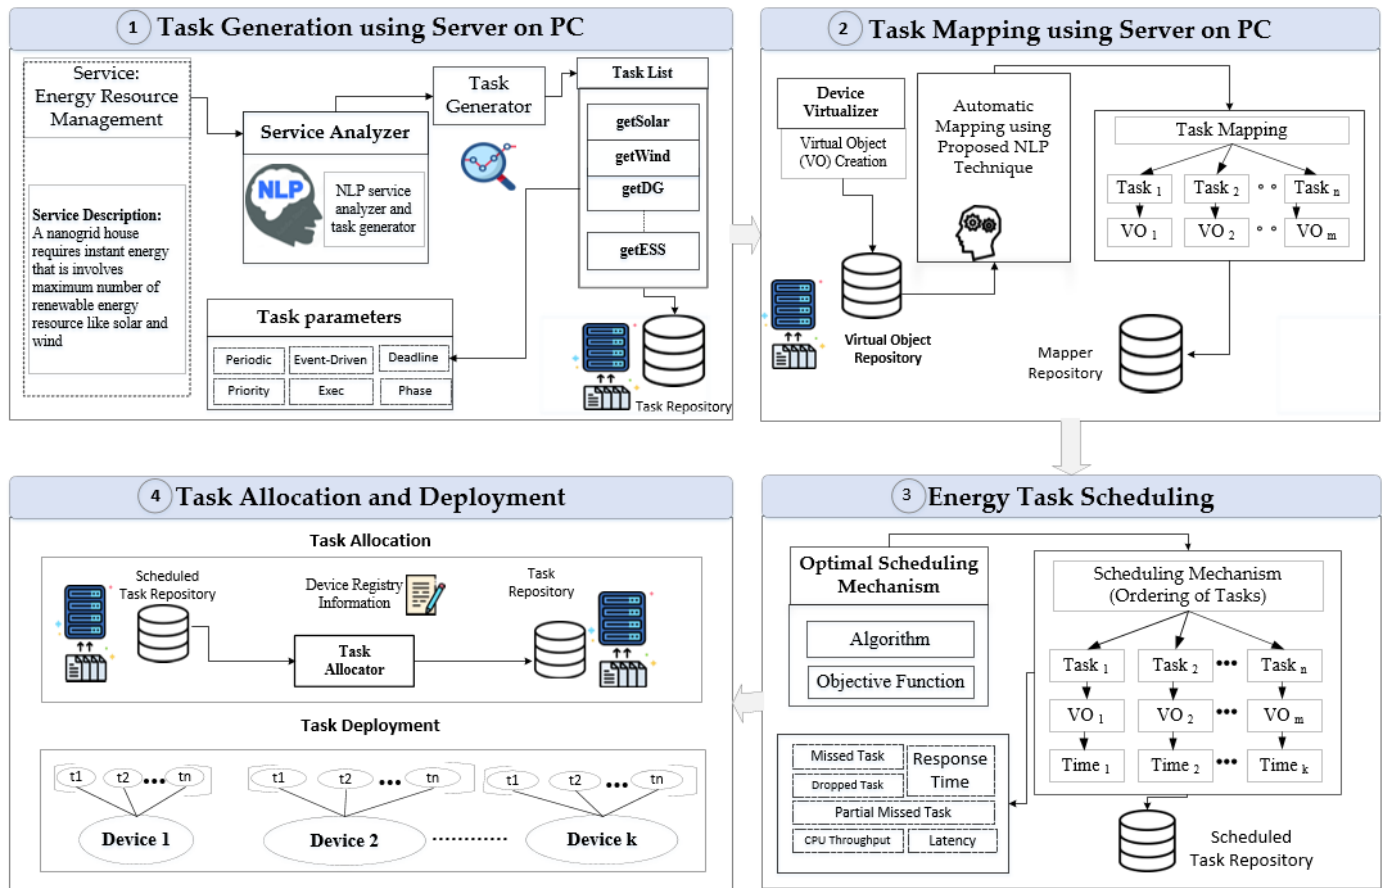 1 Task Generation using Server on PC
Service:
Energy Resource
Management
Service Description:
A nanogrid house
requires instant energy
that is involves
maximum number of
renewable energy
resource like solar and
wind
Service Analyzer
NLP
NLP service
analyzer and
task generator
Task
Generator
Task List
getSolar
getWind
getDG
getESS
Task parameters
Periodic
Event-Driven
Deadline
Priority
Exec
Phase
Task Repository
2 Task Mapping using Server on PC
Device
Virtualizer
Virtual Object
(VO) Creation
Virtual Object
Repository
Automatic
Mapping using
Proposed NLP
Technique
Task Mapping
Task 1
Task 2
Task n
VO 1
VO 2
VO m
Mapper
Repository
3 Energy Task Scheduling
Optimal Scheduling
Mechanism
Algorithm
Objective Function
Scheduling Mechanism
(Ordering of Tasks)
Task 1
Task 2
Task n
VO 1
VO 2
VO m
Time 1
Time 2
Time k
Missed Task
Response
Time
Dropped Task
Partial Missed Task
CPU Throughput
Latency
Scheduled
Task Repository
4 Task Allocation and Deployment
Task Allocation
Scheduled
Task Repository
Device Registry
Information
Task
Allocator
Task
Repository
Task Deployment
t1 t2 tn
Device 1
t1 t2 tn
Device 2
t1 t2 tn
Device k